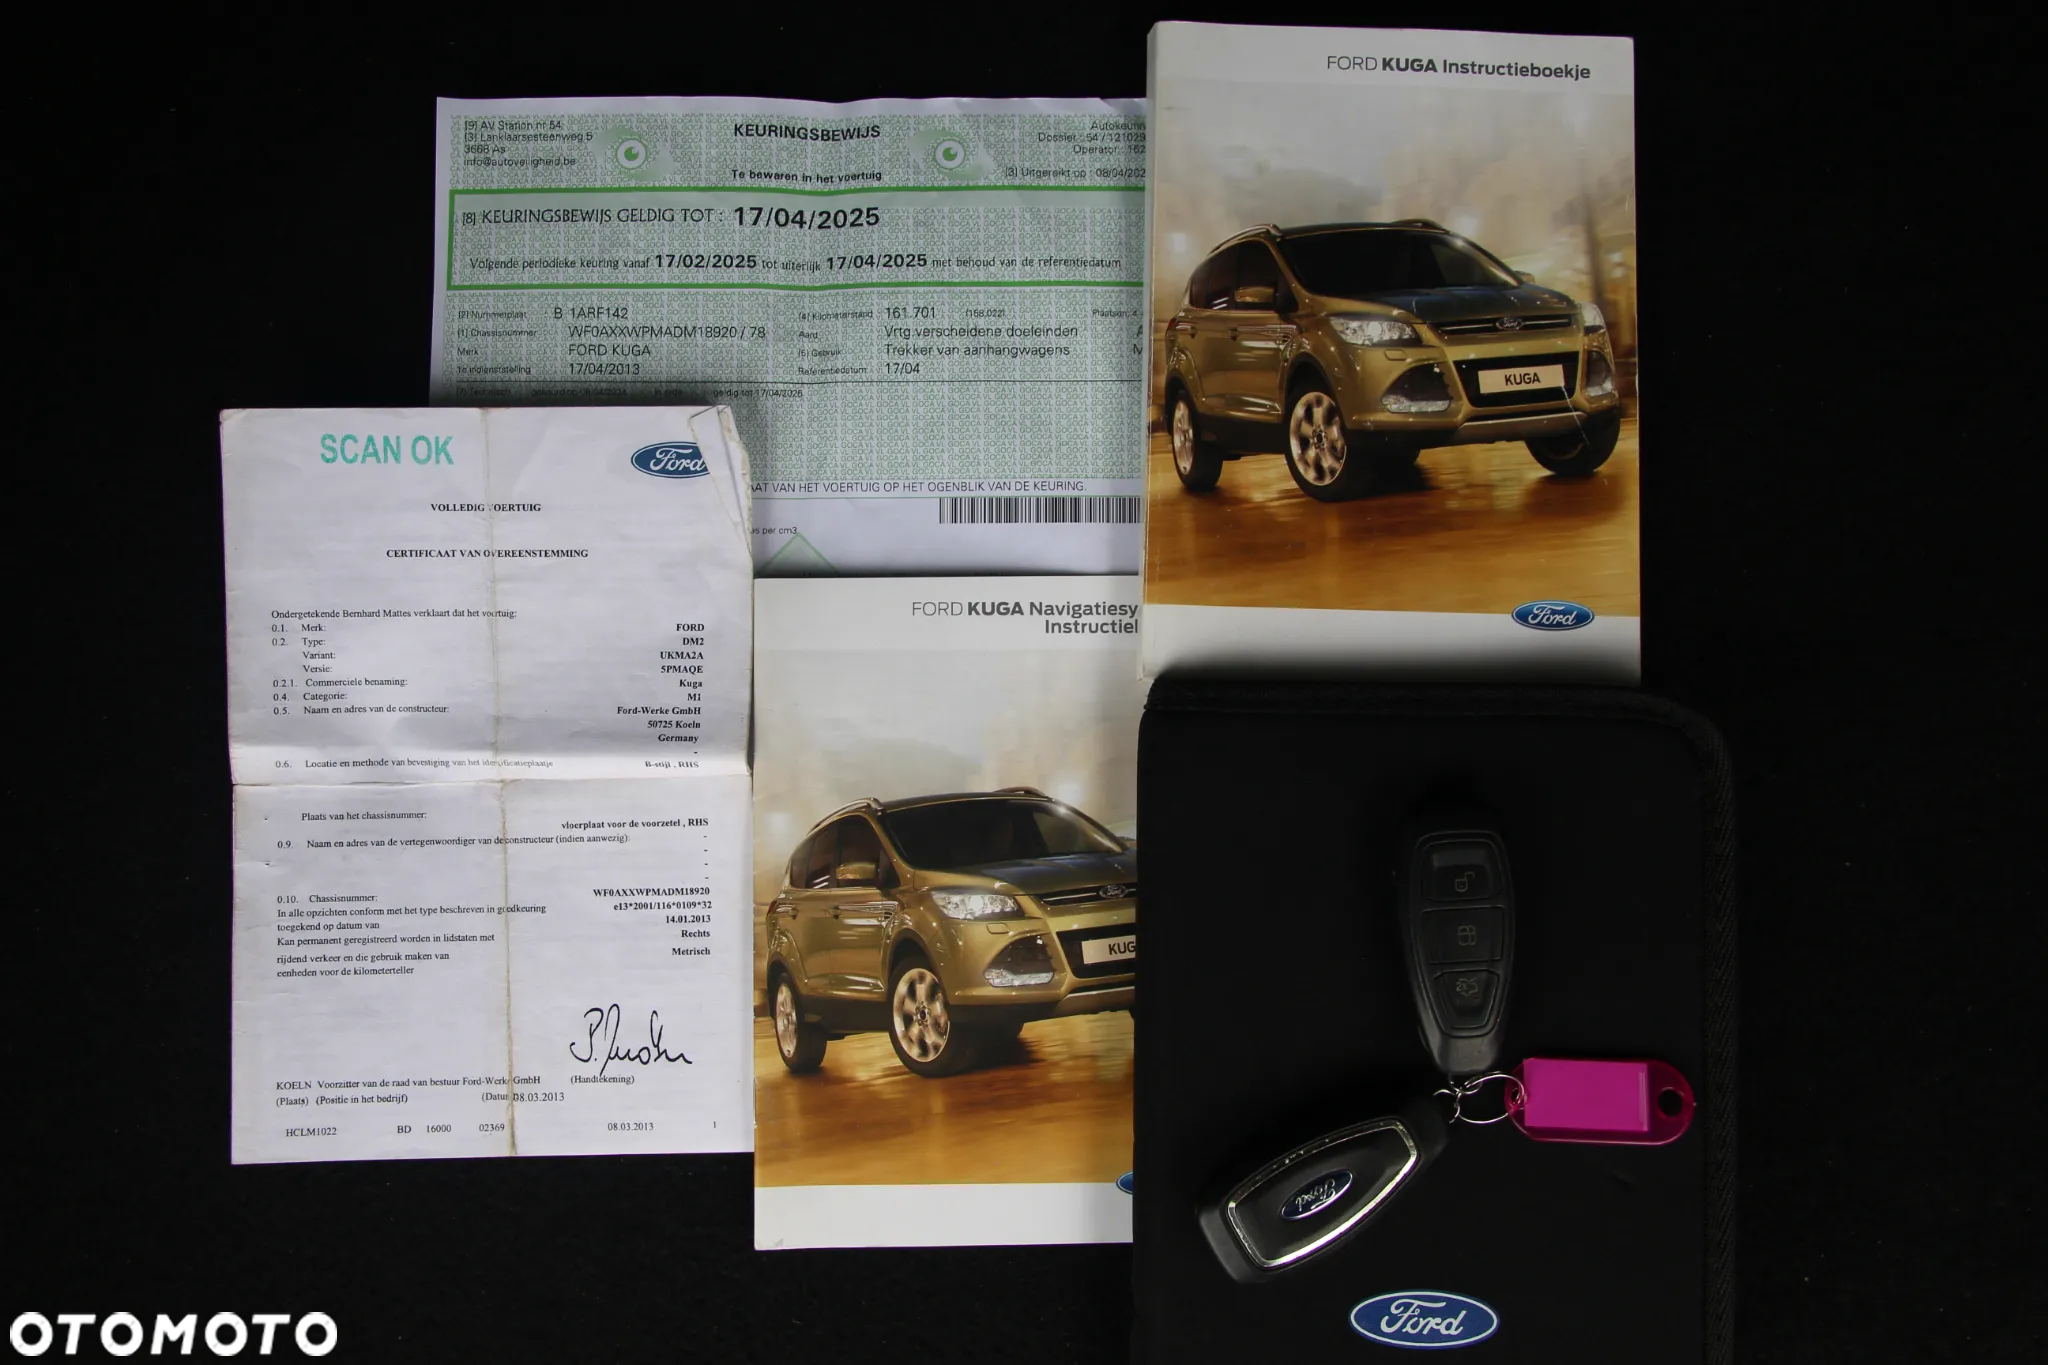 [9] AV Station nr 54
[3] Lanklaarsesteenweg 5
3668 As
info@autoveiligheid.be
KEURINGSBEWIJS
Te bewaren in het voertuig
Dossier : 54 / 121029
Operator : 162
[3] Uitgereikt op : 08/04/202
[8] KEURINGSBEWIJS GELDIG TOT : 17/04/2025
Volgende periodieke keuring vanaf 17/02/2025 tot uiterlijk 17/04/2025 met behoud van de referentiedatum
[2] Nummerplaat B 1ARF142 [4] Kilometerstand 161.701 (158.022)
[1] Chassisnummer WF0AXXWPMADM18920 / 78 Aard Vrtg.verschidene doeleinden A
Merk FORD KUGA [5] Gebruik Trekker van aanhangwagens M
1e indienststelling 17/04/2013 Referentiedatum 17/04
geldig tot 17/04/2025
AT VAN HET VOERTUIG OP HET OGENBLIK VAN DE KEURING.
per cm3
FORD KUGA Instructieboekje
KUGA
Ford
SCAN OK
Ford
VOLLEDIG VOERTUIG
CERTIFICAAT VAN OVEREENSTEMMING
Ondergetekende Bernhard Mattes verklaart dat het voertuig:
0.1. Merk: FORD
0.2. Type: DM2
Variant: UKMA2A
Versie: 5PMAQE
0.2.1. Commerciele benaming: Kuga
0.4. Categorie: M1
0.5. Naam en adres van de constructeur: Ford-Werke GmbH
50725 Koeln
Germany
-
0.6. Locatie en methode van bevestiging van het identificatieplaatje B-stijl , RHS
- Plaats van het chassisnummer: vloerplaat voor de voorzetel , RHS
0.9. Naam en adres van de vertegenwoordiger van de constructeur (indien aanwezig): -
-
-
-
0.10. Chassisnummer: WF0AXXWPMADM18920
In alle opzichten conform met het type beschreven in goedkeuring e13*2001/116*0109*32
toegekend op datum van 14.01.2013
Kan permanent geregistreerd worden in lidstaten met Rechts
rijdend verkeer en die gebruik maken van Metrisch
eenheden voor de kilometerteller
KOELN Voorzitter van de raad van bestuur Ford-Werke GmbH (Handtekening)
(Plaats) (Positie in het bedrijf) (Datum 08.03.2013
HCLM1022 BD 16000 02369 08.03.2013 1
FORD KUGA Navigatiesy
Instructiel
KUG
Ford
Ford
Ford
OTOMOTO